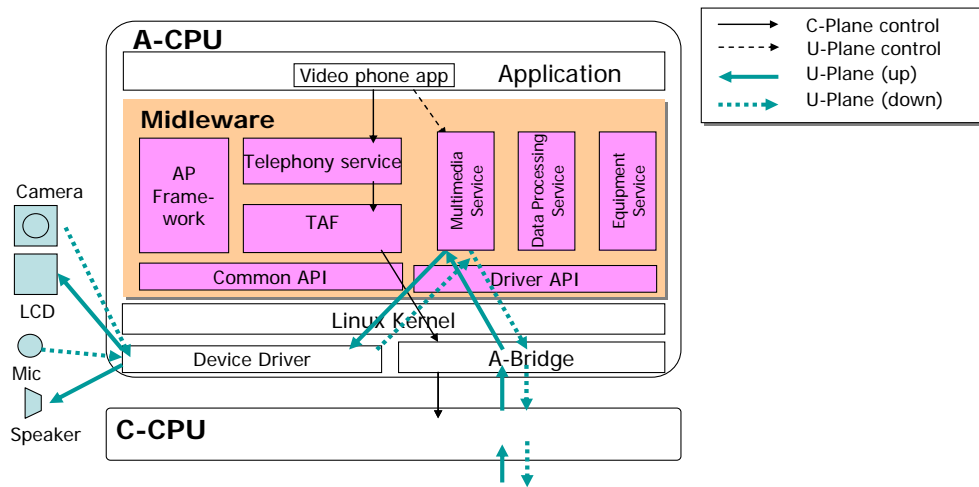 A-CPU
Video phone app
Application
Midleware
AP
Frame-
work
Telephony service
TAF
Multimedia
Service
Data Processing
Service
Equipment
Service
Common API
Driver API
Linux Kernel
Device Driver
A-Bridge
C-CPU
Camera
LCD
Mic
Speaker
C-Plane control
U-Plane control
U-Plane (up)
U-Plane (down)